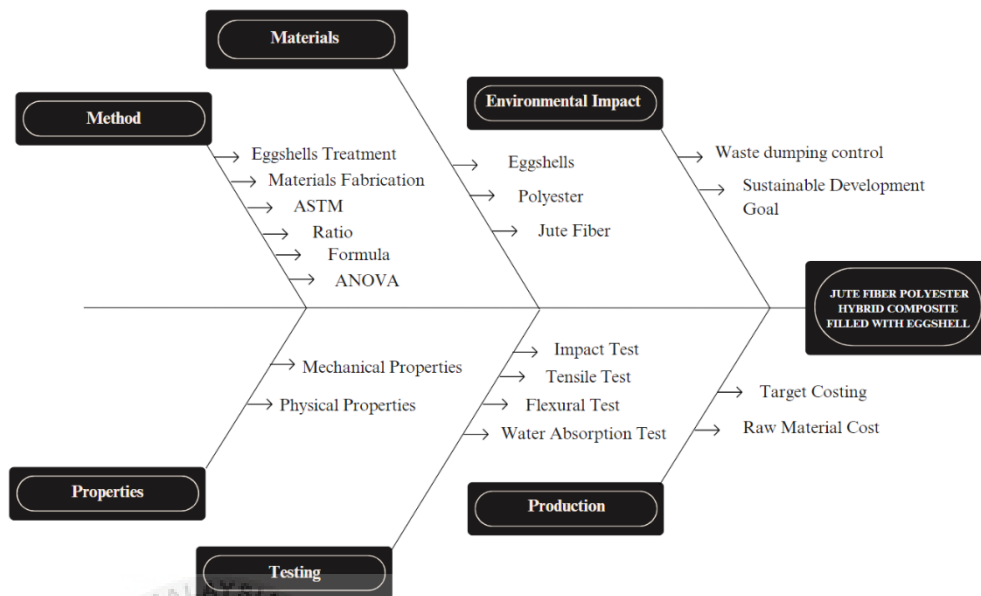 Materials
Method
Environmental Impact
Eggshells Treatment
Materials Fabrication
ASTM
Ratio
Formula
ANOVA
Eggshells
Polyester
Jute Fiber
Waste dumping control
Sustainable Development
Goal
JUTE FIBER POLYESTER
HYBRID COMPOSITE
FILLED WITH EGGSHELL
Mechanical Properties
Physical Properties
Impact Test
Tensile Test
Flexural Test
Water Absorption Test
Target Costing
Raw Material Cost
Properties
Testing
Production